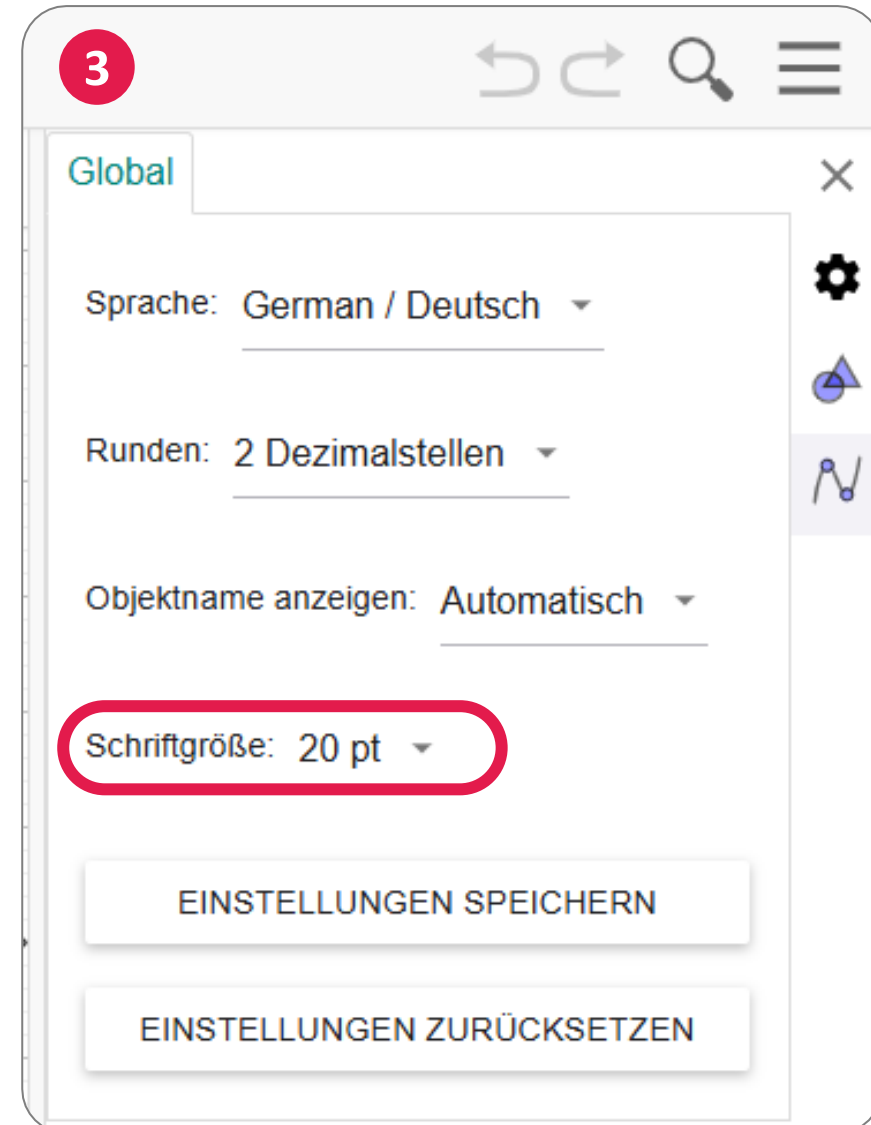 3
Global
Sprache: German / Deutsch
Runden: 2 Dezimalstellen
Objektname anzeigen: Automatisch
Schriftgröße: 20 pt
EINSTELLUNGEN SPEICHERN
EINSTELLUNGEN ZURÜCKSETZEN